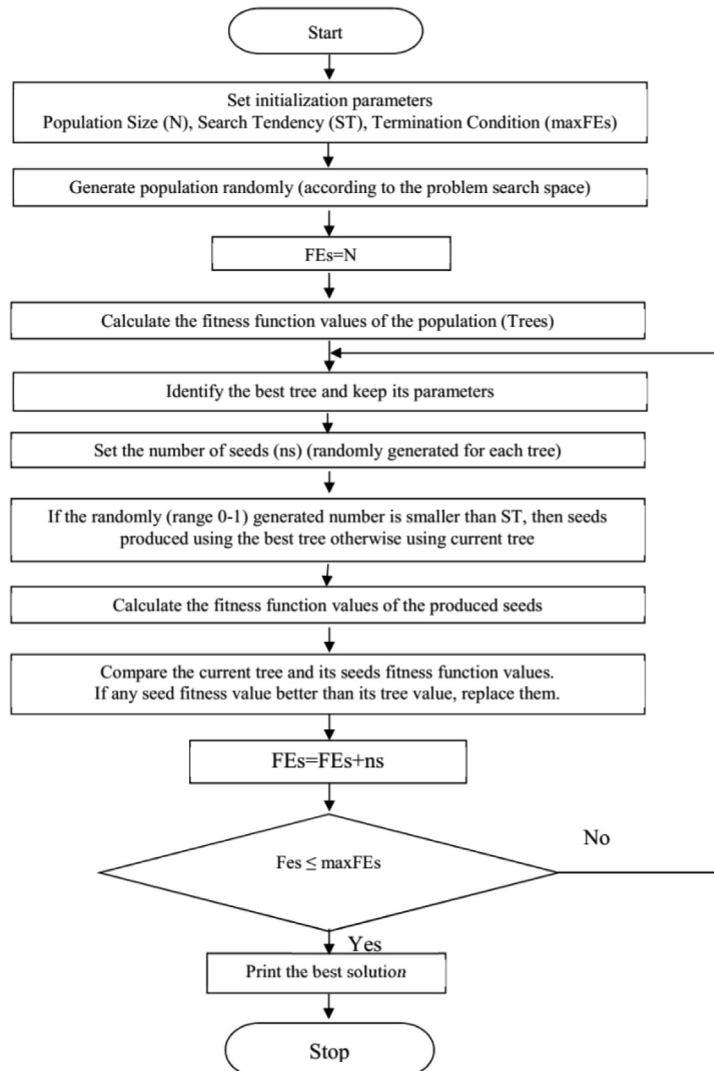 Start
Set initialization parameters
Population Size (N), Search Tendency (ST), Termination Condition (maxFEs)
Generate population randomly (according to the problem search space)
FEs=N
Calculate the fitness function values of the population (Trees)
Identify the best tree and keep its parameters
Set the number of seeds (ns) (randomly generated for each tree)
If the randomly (range 0-1) generated number is smaller than ST, then seeds
produced using the best tree otherwise using current tree
Calculate the fitness function values of the produced seeds
Compare the current tree and its seeds fitness function values.
If any seed fitness value better than its tree value, replace them.
FEs=FEs+ns
No
Fes ≤ maxFEs
Yes
Print the best solution
Stop